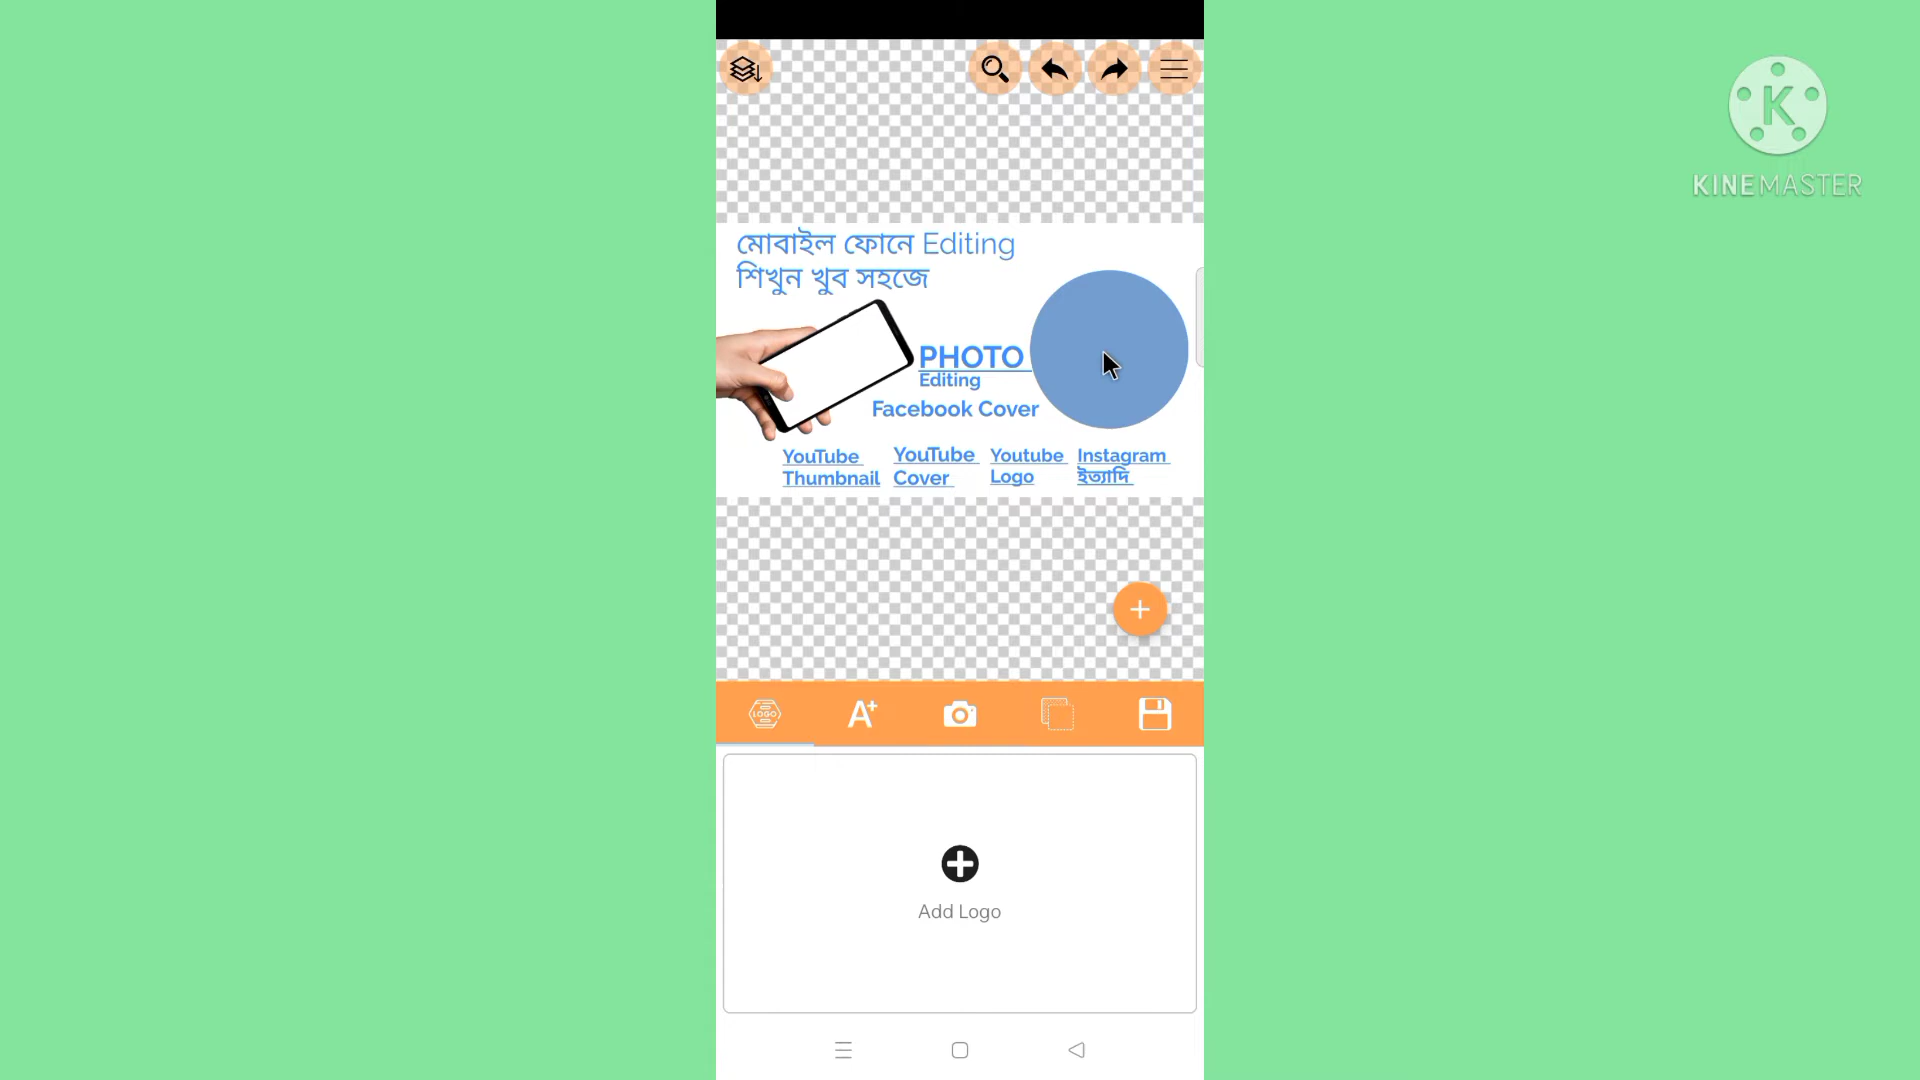 মোবাইল ফোনে Editing
শিখুন খুব সহজে
PHOTO
Editing
Facebook Cover
YouTube
Thumbnail
YouTube
Cover
Youtube
Logo
Instagram
ইত্যাদি
LOGO
A+
Add Logo
K
KINEMASTER